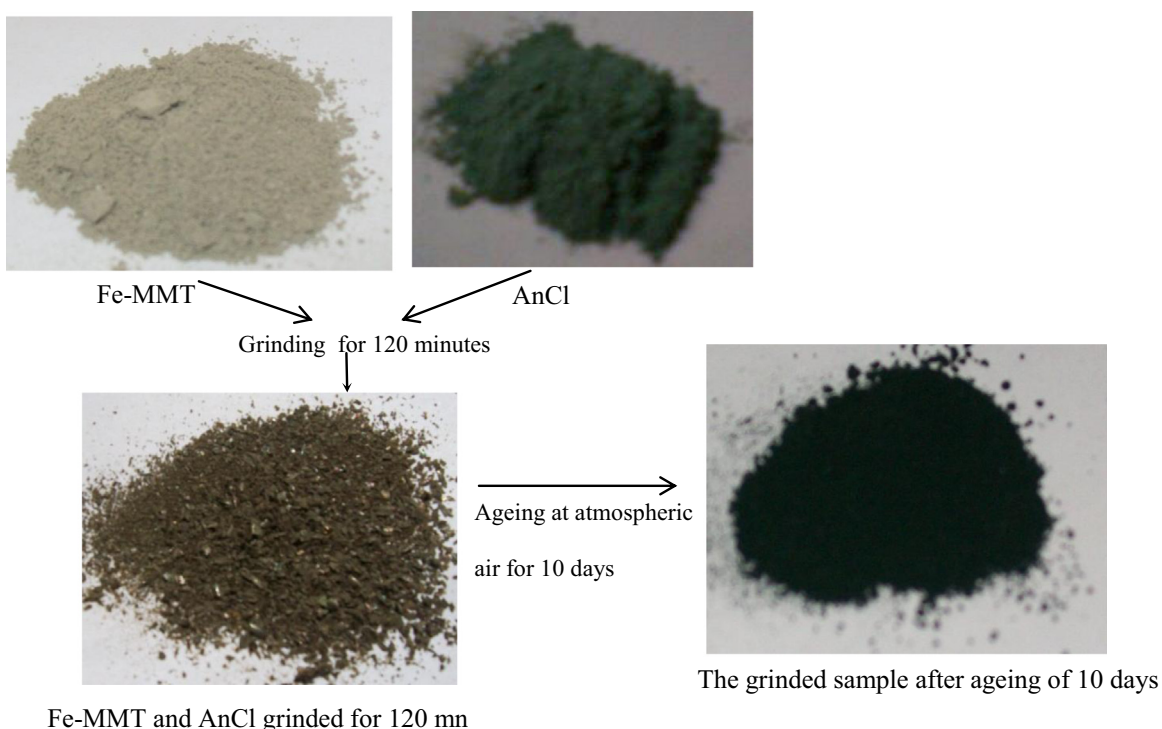 Fe-MMT
AnCl
Grinding for 120 minutes
Ageing at atmospheric
air for 10 days
The grinded sample after ageing of 10 days
Fe-MMT and AnCl grinded for 120 mn